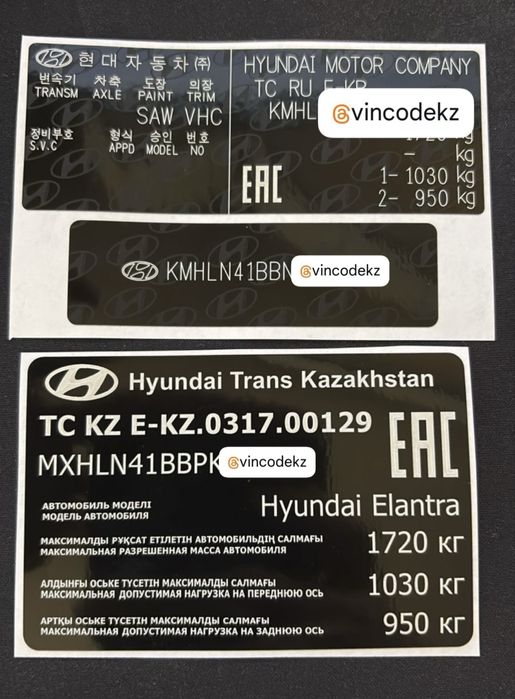 현대자동차㈜
변속기 차축 도장 의장
TRANSM AXLE PAINT TRIM
SAW VHC
정비부호 형식 승인 번호
S.V.C APPD MODEL NO
HYUNDAI MOTOR COMPANY
TC RU E-KR
KMHL
@vincodekz
1720 kg
- kg
EAC
1- 1030 kg
2- 950 kg
KMHLN41BBN @vincodekz
Hyundai Trans Kazakhstan
TC KZ E-KZ.0317.00129
EAC
MXHLN41BBPK @vincodekz
АВТОМОБИЛЬ МОДЕЛІ
МОДЕЛЬ АВТОМОБИЛЯ
Hyundai Elantra
МАКСИМАЛДЫ РҰҚСАТ ЕТІЛЕТІН АВТОМОБИЛЬДІҢ САЛМАҒЫ
МАКСИМАЛЬНАЯ РАЗРЕШЕННАЯ МАССА АВТОМОБИЛЯ
1720 кг
АЛДЫҢҒЫ ОСЬКЕ ТҮСЕТІН МАКСИМАЛДЫ САЛМАҒЫ
МАКСИМАЛЬНАЯ ДОПУСТИМАЯ НАГРУЗКА НА ПЕРЕДНЮЮ ОСЬ
1030 кг
АРТҚЫ ОСЬКЕ ТҮСЕТІН МАКСИМАЛДЫ САЛМАҒЫ
МАКСИМАЛЬНАЯ ДОПУСТИМАЯ НАГРУЗКА НА ЗАДНЮЮ ОСЬ
950 кг